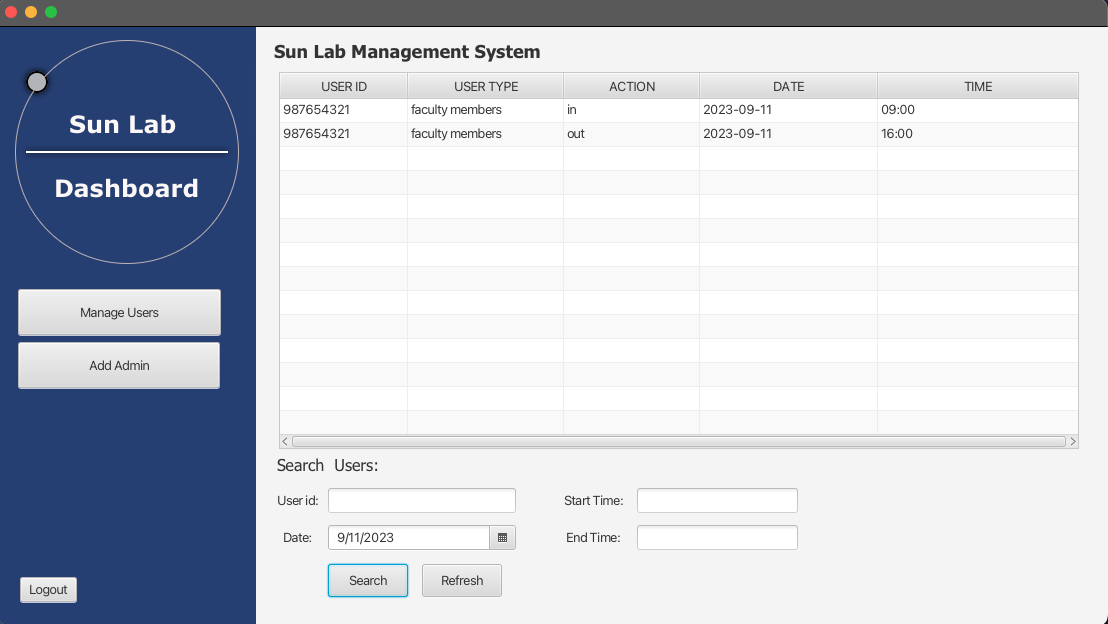 Sun Lab
Dashboard
Manage Users
Add Admin
Logout
Sun Lab Management System
USER ID USER TYPE ACTION DATE TIME
987654321 faculty members in 2023-09-11 09:00
987654321 faculty members out 2023-09-11 16:00
Search Users:
User id: Start Time:
Date: 9/11/2023 End Time:
Search Refresh